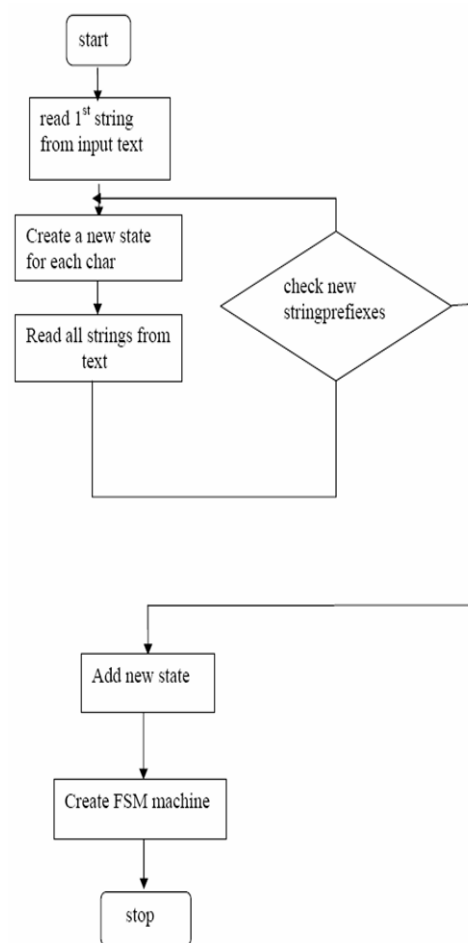 start
read 1st string
from input text
Create a new state
for each char
check new
stringprefiexes
Read all strings from
text
Add new state
Create FSM machine
stop